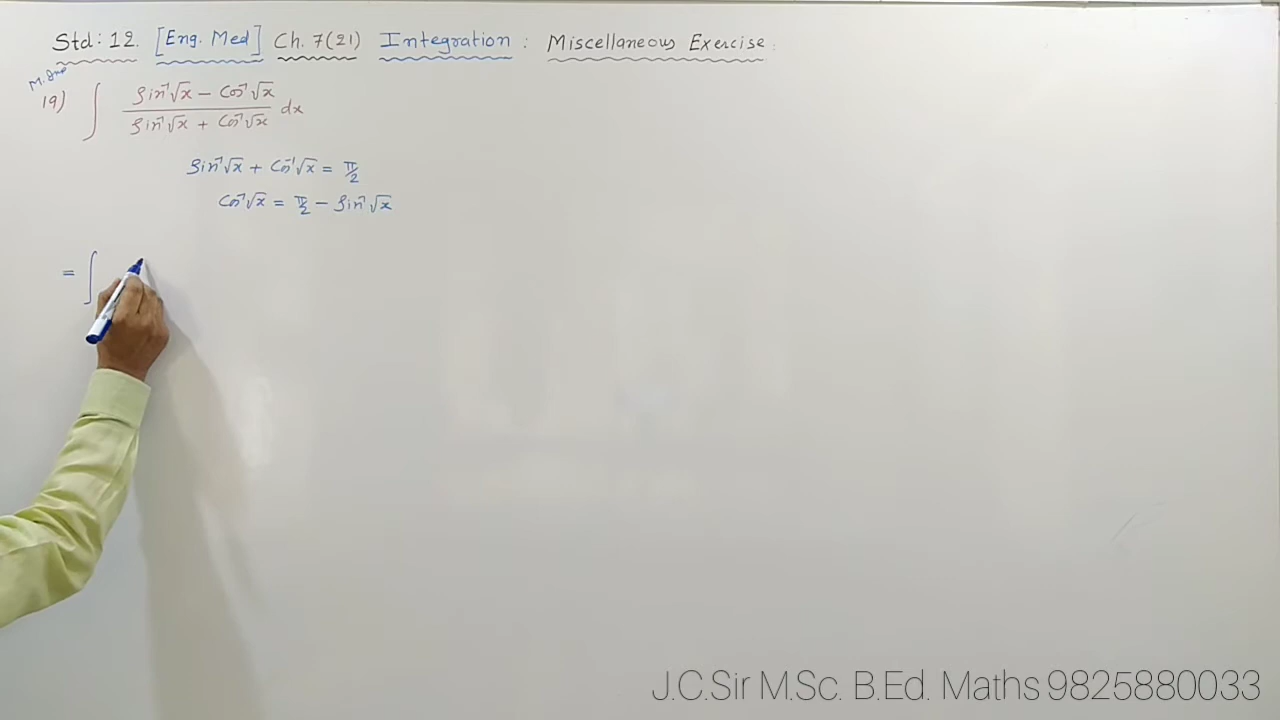 Std: 12. [Eng. Med] Ch. 7(21) Integration : Miscellaneous Exercise :
M. Imp
19) ∫ (sin⁻¹√x − Cos⁻¹√x) / (sin⁻¹√x + Cos⁻¹√x) dx
sin⁻¹√x + Cos⁻¹√x = π/2
Cos⁻¹√x = π/2 − sin⁻¹√x
= ∫
J.C.Sir M.Sc. B.Ed. Maths 9825880033